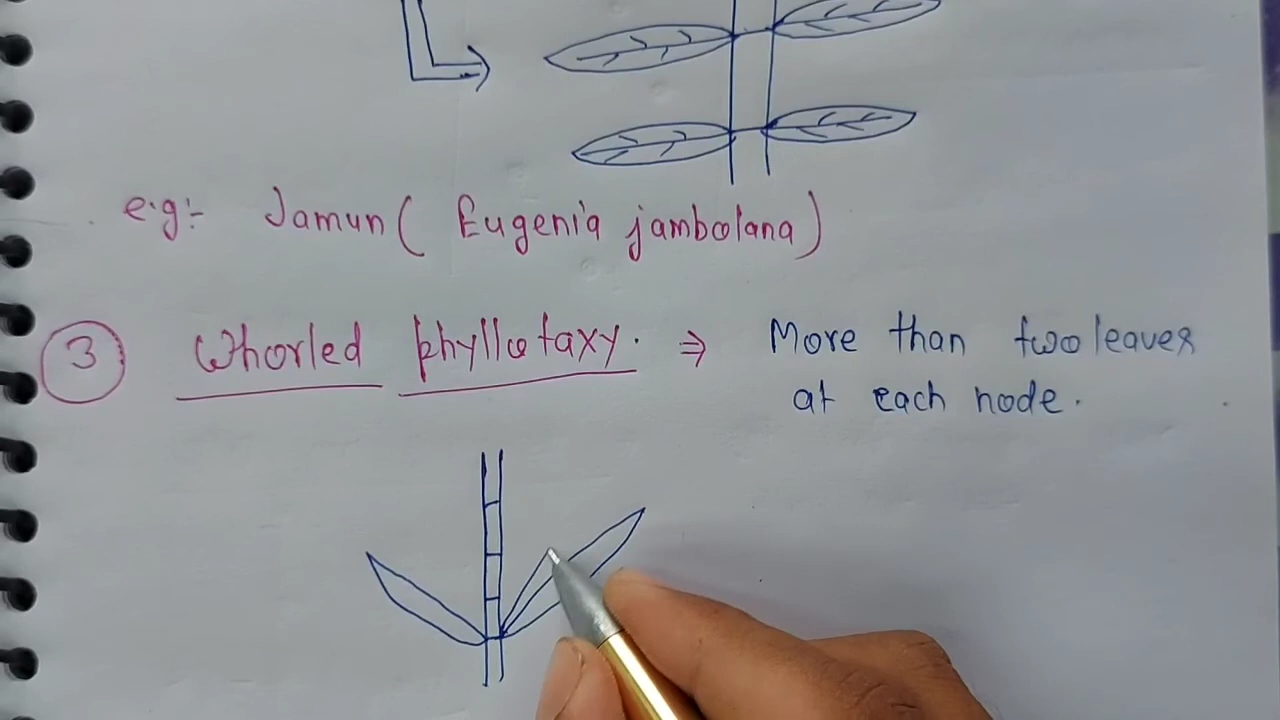 e.g:- Jamun ( Eugenia jambolana )
3 Whorled phyllotaxy. ⇒ More than two leaves
at each node.